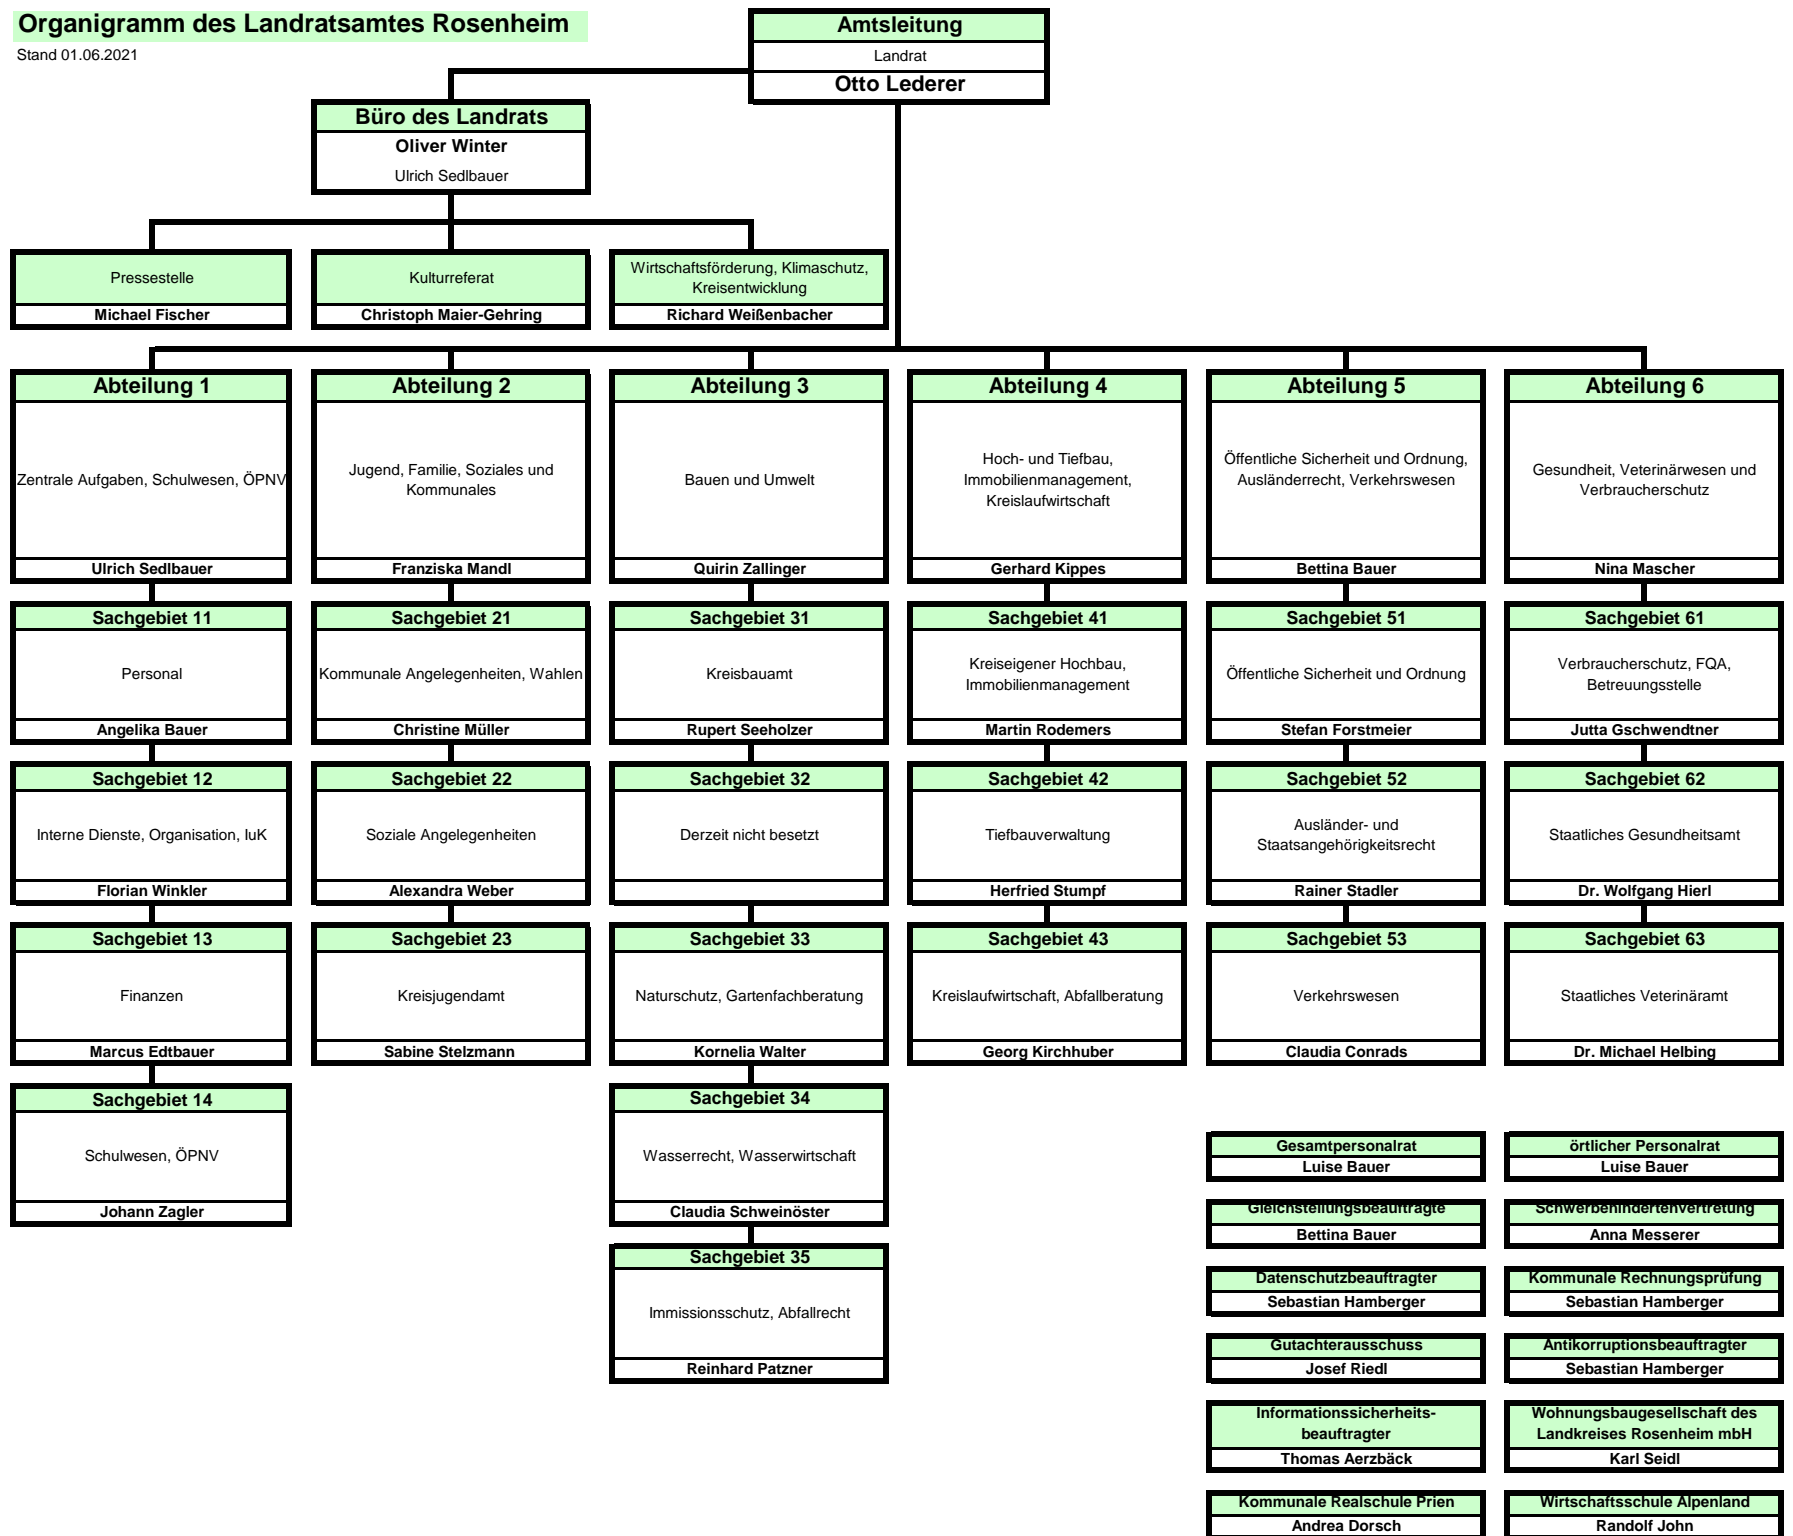 Organigramm des Landratsamtes Rosenheim
Stand 01.06.2021
Amtsleitung
Landrat
Otto Lederer
Büro des Landrats
Oliver Winter
Ulrich Sedlbauer
Pressestelle
Michael Fischer
Kulturreferat
Christoph Maier-Gehring
Wirtschaftsförderung, Klimaschutz,
Kreisentwicklung
Richard Weißenbacher
Abteilung 1
Zentrale Aufgaben, Schulwesen, ÖPNV
Ulrich Sedlbauer
Abteilung 2
Jugend, Familie, Soziales und
Kommunales
Franziska Mandl
Abteilung 3
Bauen und Umwelt
Quirin Zallinger
Abteilung 4
Hoch- und Tiefbau,
Immobilienmanagement,
Kreislaufwirtschaft
Gerhard Kippes
Abteilung 5
Öffentliche Sicherheit und Ordnung,
Ausländerrecht, Verkehrswesen
Bettina Bauer
Abteilung 6
Gesundheit, Veterinärwesen und
Verbraucherschutz
Nina Mascher
Sachgebiet 11
Personal
Angelika Bauer
Sachgebiet 21
Kommunale Angelegenheiten, Wahlen
Christine Müller
Sachgebiet 31
Kreisbauamt
Rupert Seeholzer
Sachgebiet 41
Kreiseigener Hochbau,
Immobilienmanagement
Martin Rodemers
Sachgebiet 51
Öffentliche Sicherheit und Ordnung
Stefan Forstmeier
Sachgebiet 61
Verbraucherschutz, FQA,
Betreuungsstelle
Jutta Gschwendtner
Sachgebiet 12
Interne Dienste, Organisation, IuK
Florian Winkler
Sachgebiet 22
Soziale Angelegenheiten
Alexandra Weber
Sachgebiet 32
Derzeit nicht besetzt
Sachgebiet 42
Tiefbauverwaltung
Herfried Stumpf
Sachgebiet 52
Ausländer- und
Staatsangehörigkeitsrecht
Rainer Stadler
Sachgebiet 62
Staatliches Gesundheitsamt
Dr. Wolfgang Hierl
Sachgebiet 13
Finanzen
Marcus Edtbauer
Sachgebiet 23
Kreisjugendamt
Sabine Stelzmann
Sachgebiet 33
Naturschutz, Gartenfachberatung
Kornelia Walter
Sachgebiet 43
Kreislaufwirtschaft, Abfallberatung
Georg Kirchhuber
Sachgebiet 53
Verkehrswesen
Claudia Conrads
Sachgebiet 63
Staatliches Veterinäramt
Dr. Michael Helbing
Sachgebiet 14
Schulwesen, ÖPNV
Johann Zagler
Sachgebiet 34
Wasserrecht, Wasserwirtschaft
Claudia Schweinöster
Sachgebiet 35
Immissionsschutz, Abfallrecht
Reinhard Patzner
Gesamtpersonalrat
Luise Bauer
örtlicher Personalrat
Luise Bauer
Gleichstellungsbeauftragte
Bettina Bauer
Schwerbehindertenvertretung
Anna Messerer
Datenschutzbeauftragter
Sebastian Hamberger
Kommunale Rechnungsprüfung
Sebastian Hamberger
Gutachterausschuss
Josef Riedl
Antikorruptionsbeauftragter
Sebastian Hamberger
Informationssicherheits-
beauftragter
Thomas Aerzbäck
Wohnungsbaugesellschaft des
Landkreises Rosenheim mbH
Karl Seidl
Kommunale Realschule Prien
Andrea Dorsch
Wirtschaftsschule Alpenland
Randolf John